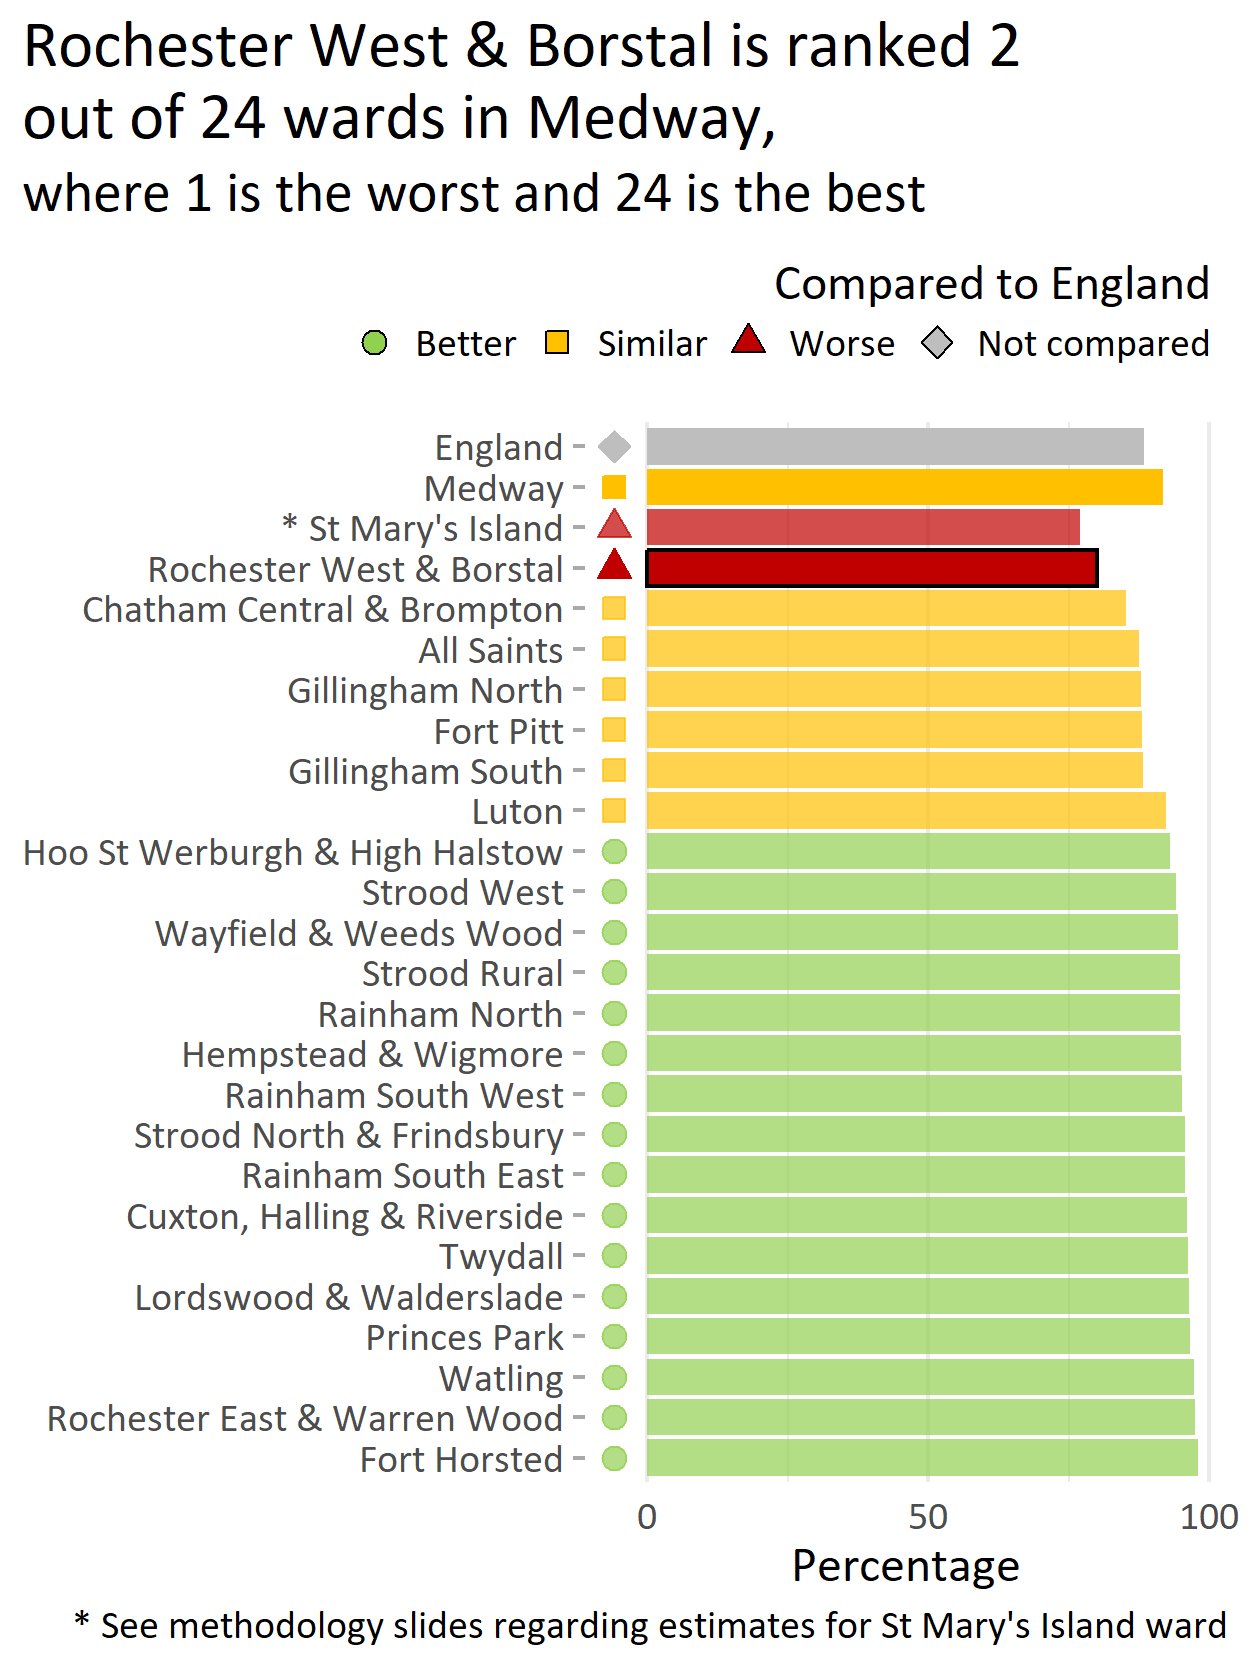 Rochester West & Borstal is ranked 2
out of 24 wards in Medway,
where 1 is the worst and 24 is the best
Compared to England
Better Similar Worse Not compared
England
Medway
* St Mary's Island
Rochester West & Borstal
Chatham Central & Brompton
All Saints
Gillingham North
Fort Pitt
Gillingham South
Luton
Hoo St Werburgh & High Halstow
Strood West
Wayfield & Weeds Wood
Strood Rural
Rainham North
Hempstead & Wigmore
Rainham South West
Strood North & Frindsbury
Rainham South East
Cuxton, Halling & Riverside
Twydall
Lordswood & Walderslade
Princes Park
Watling
Rochester East & Warren Wood
Fort Horsted
0 50 100
Percentage
* See methodology slides regarding estimates for St Mary's Island ward